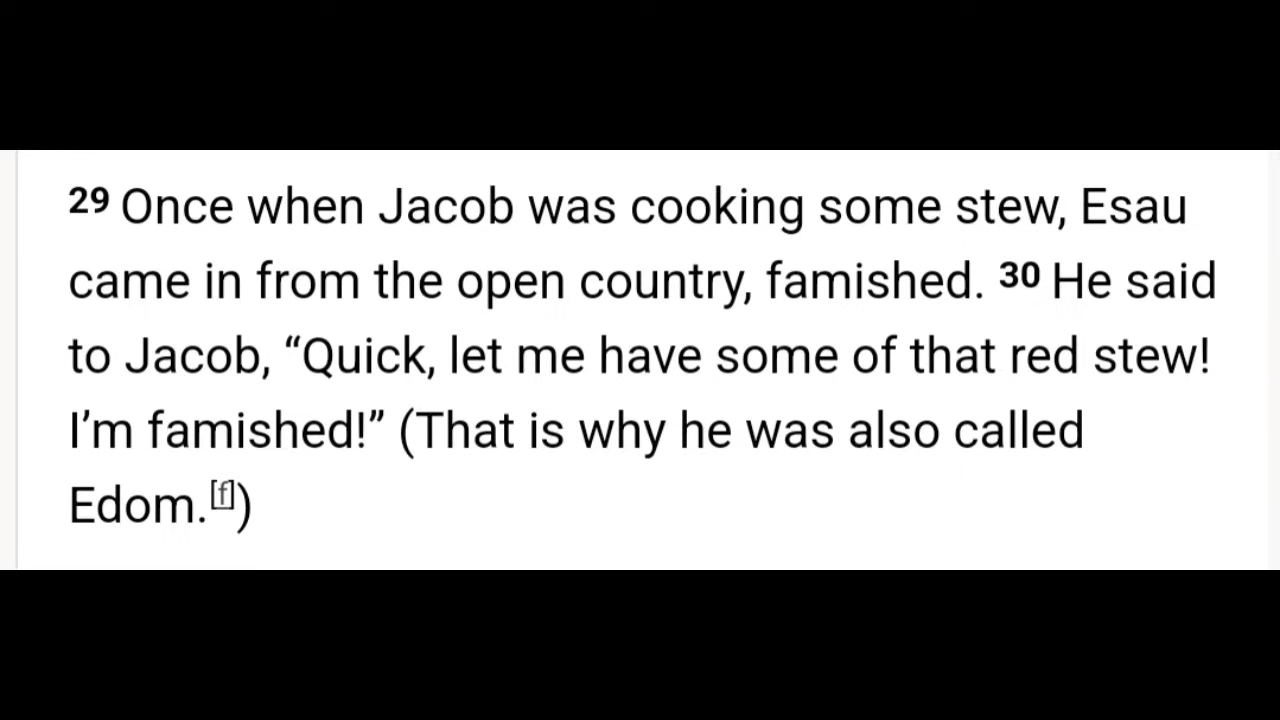 29 Once when Jacob was cooking some stew, Esau
came in from the open country, famished. 30 He said
to Jacob, “Quick, let me have some of that red stew!
I’m famished!” (That is why he was also called
Edom.[f])